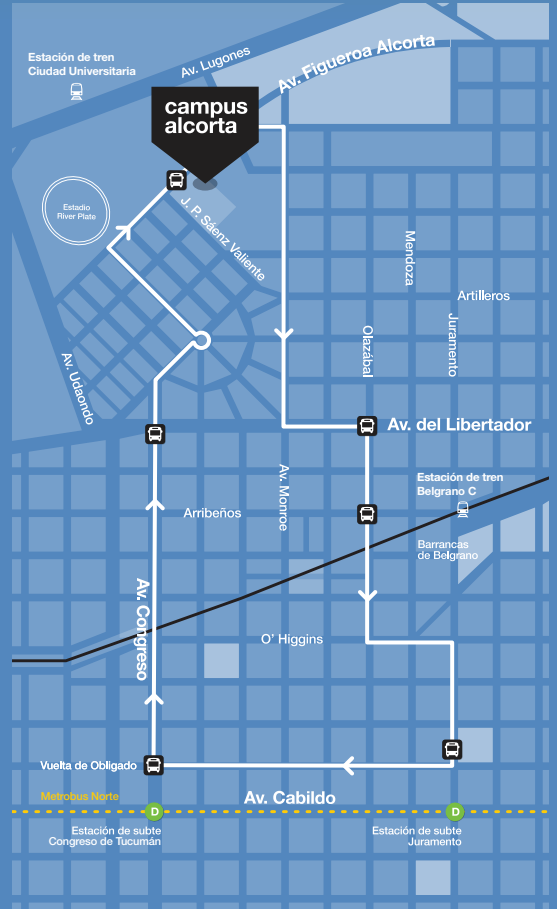 Estación de tren
Ciudad Universitaria
Av. Lugones
Av. Figueroa Alcorta
campus
alcorta
Estadio
River Plate
J. P. Sáenz Valiente
Mendoza
Artilleros
Juramento
Olazábal
Av. Udaondo
Av. del Libertador
Av. Monroe
Estación de tren
Belgrano C
Arribeños
Barrancas
de Belgrano
Av. Congreso
O' Higgins
Vuelta de Obligado
Metrobus Norte
Av. Cabildo
D
D
Estación de subte
Congreso de Tucumán
Estación de subte
Juramento